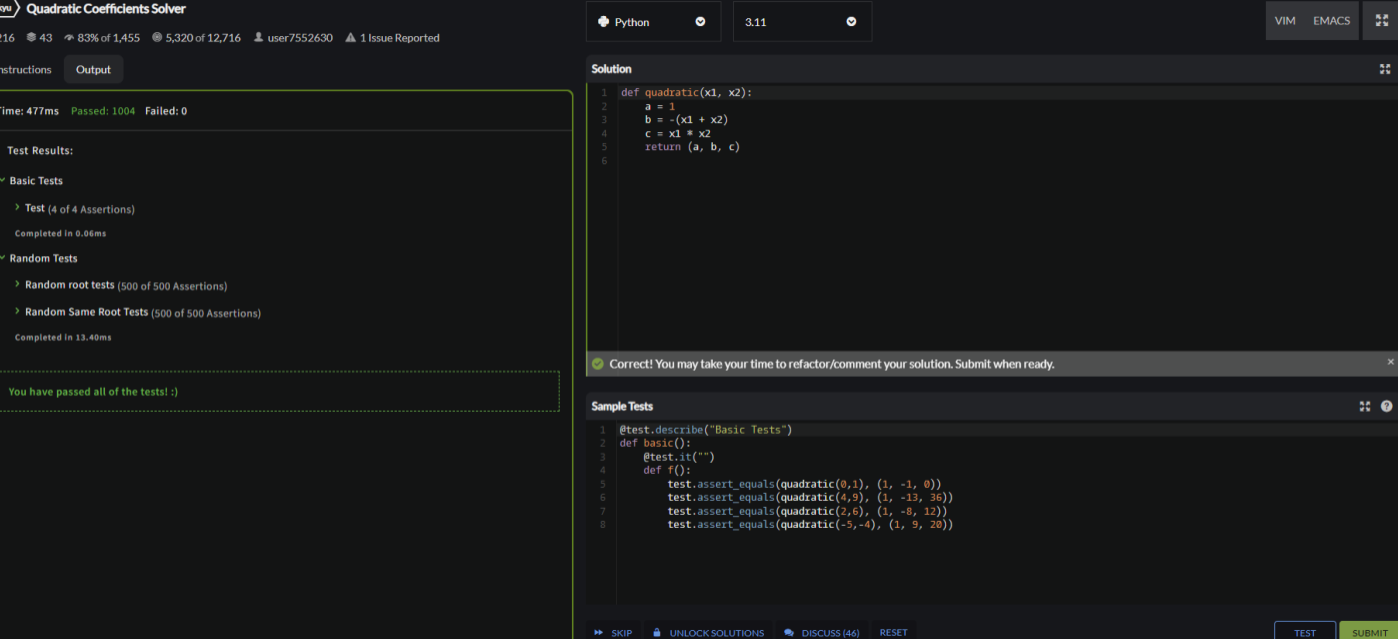 kyu Quadratic Coefficients Solver
216 43 83% of 1,455 5,320 of 12,716 user7552630 1 Issue Reported
nstructions Output
Time: 477ms Passed: 1004 Failed: 0
Test Results:
Basic Tests
Test (4 of 4 Assertions)
Completed in 0.06ms
Random Tests
Random root tests (500 of 500 Assertions)
Random Same Root Tests (500 of 500 Assertions)
Completed in 13.40ms
You have passed all of the tests! :)
Python 3.11 VIM EMACS
Solution
1 def quadratic(x1, x2):
2     a = 1
3     b = -(x1 + x2)
4     c = x1 * x2
5     return (a, b, c)
6
Correct! You may take your time to refactor/comment your solution. Submit when ready. ×
Sample Tests ?
1 @test.describe("Basic Tests")
2 def basic():
3     @test.it("")
4     def f():
5         test.assert_equals(quadratic(0,1), (1, -1, 0))
6         test.assert_equals(quadratic(4,9), (1, -13, 36))
7         test.assert_equals(quadratic(2,6), (1, -8, 12))
8         test.assert_equals(quadratic(-5,-4), (1, 9, 20))
SKIP UNLOCK SOLUTIONS DISCUSS (46) RESET TEST SUBMIT